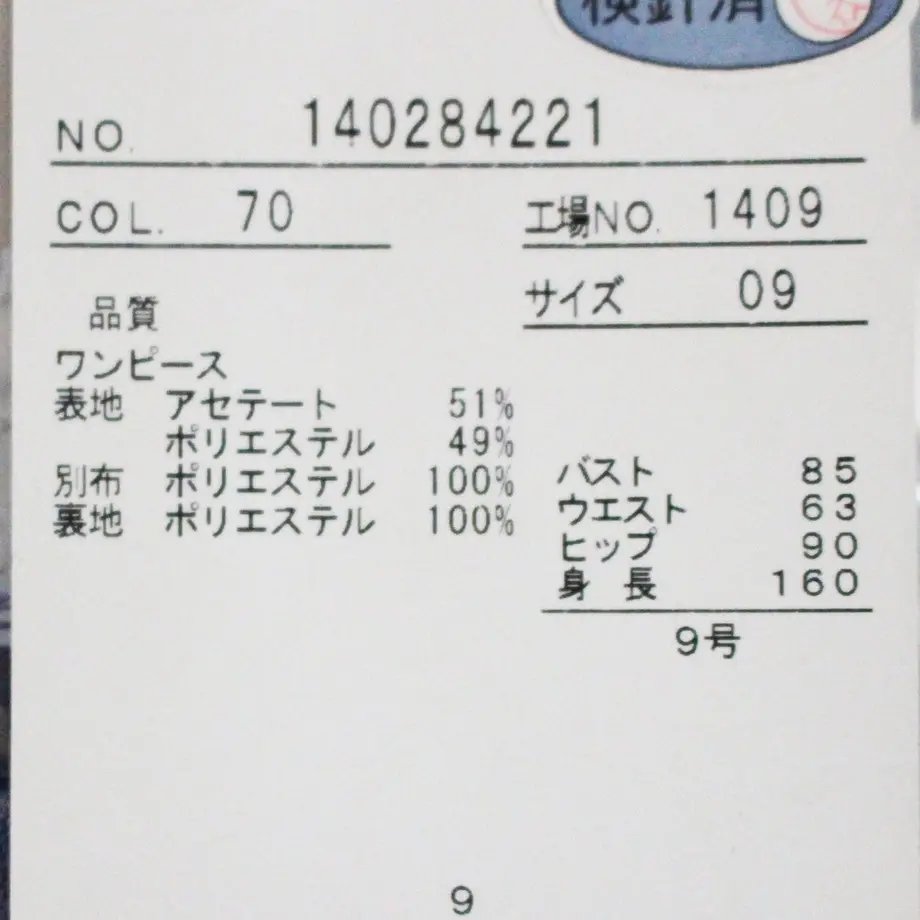 検針済
NO. 140284221
COL. 70
工場NO. 1409
サイズ 09
品質
ワンピース
表地 アセテート 51%
ポリエステル 49%
別布 ポリエステル 100%
裏地 ポリエステル 100%
バスト 85
ウエスト 63
ヒップ 90
身 長 160
9号
9